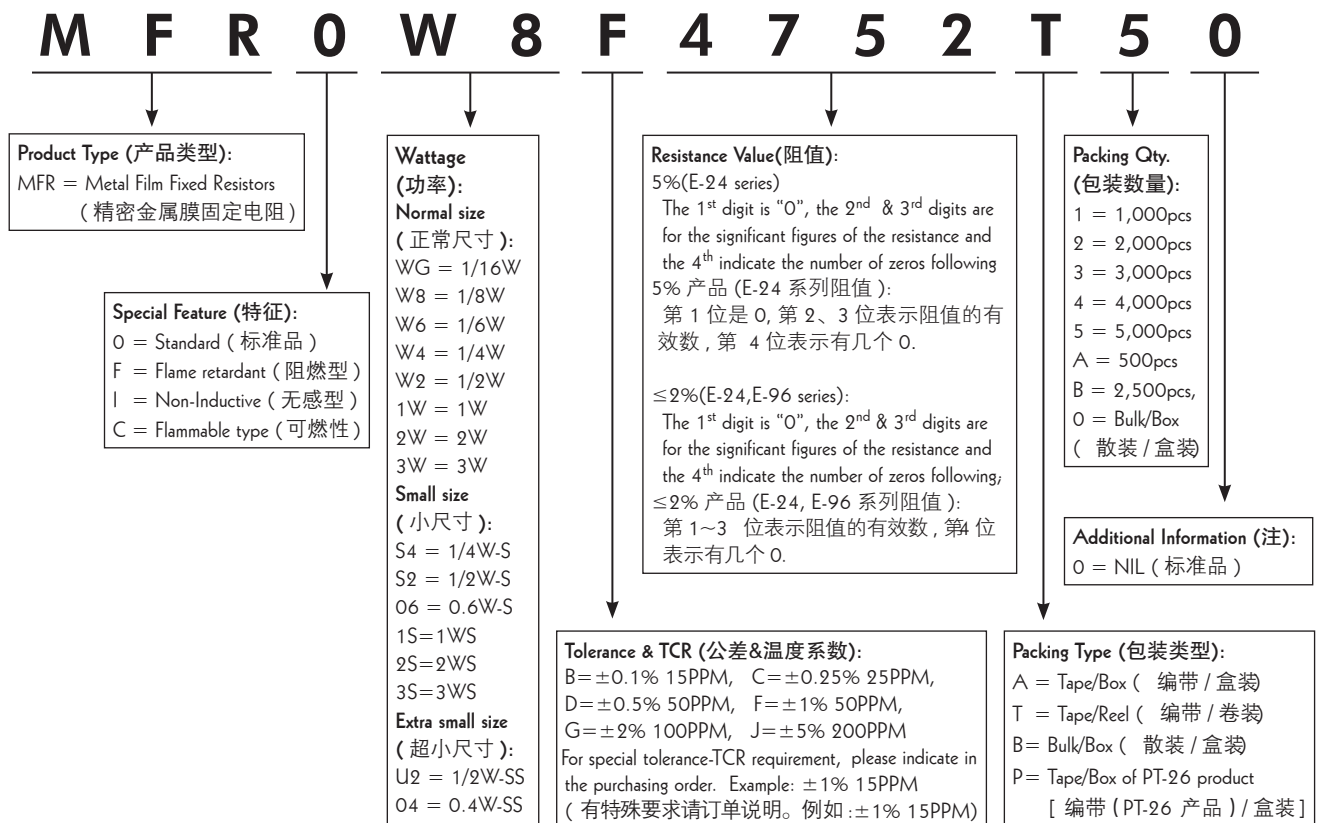 MFR0W8F4752T50
Product Type (产品类型):
MFR = Metal Film Fixed Resistors
( 精密金属膜固定电阻 )
Special Feature (特征):
0 = Standard ( 标准品 )
F = Flame retardant ( 阻燃型 )
I = Non-Inductive ( 无感型 )
C = Flammable type ( 可燃性 )
Wattage
(功率):
Normal size
( 正常尺寸 ):
WG = 1/16W
W8 = 1/8W
W6 = 1/6W
W4 = 1/4W
W2 = 1/2W
1W = 1W
2W = 2W
3W = 3W
Small size
( 小尺寸 ):
S4 = 1/4W-S
S2 = 1/2W-S
06 = 0.6W-S
1S=1WS
2S=2WS
3S=3WS
Extra small size
( 超小尺寸 ):
U2 = 1/2W-SS
04 = 0.4W-SS
Tolerance & TCR (公差&温度系数):
B=±0.1% 15PPM, C=±0.25% 25PPM,
D=±0.5% 50PPM, F=±1% 50PPM,
G=±2% 100PPM, J=±5% 200PPM
For special tolerance-TCR requirement, please indicate in
the purchasing order. Example: ±1% 15PPM
( 有特殊要求请订单说明。例如 :±1% 15PPM)
Resistance Value(阻值):
5%(E-24 series)
The 1st digit is “0”, the 2nd & 3rd digits are
for the significant figures of the resistance and
the 4th indicate the number of zeros following
5% 产品 (E-24 系列阻值 ):
第 1 位是 0, 第 2、3 位表示阻值的有
效数 , 第 4 位表示有几个 0.
≤2%(E-24,E-96 series):
The 1st digit is “0”, the 2nd & 3rd digits are
for the significant figures of the resistance and
the 4th indicate the number of zeros following;
≤2% 产品 (E-24, E-96 系列阻值 ):
第 1~3 位表示阻值的有效数 , 第4 位
表示有几个 0.
Packing Type (包装类型):
A = Tape/Box ( 编带 / 盒装)
T = Tape/Reel ( 编带 / 卷装)
B= Bulk/Box ( 散装 / 盒装)
P= Tape/Box of PT-26 product
[ 编带 (PT-26 产品 ) / 盒装 ]
Packing Qty.
(包装数量):
1 = 1,000pcs
2 = 2,000pcs
3 = 3,000pcs
4 = 4,000pcs
5 = 5,000pcs
A = 500pcs
B = 2,500pcs,
0 = Bulk/Box
( 散装 / 盒装)
Additional Information (注):
0 = NIL ( 标准品 )